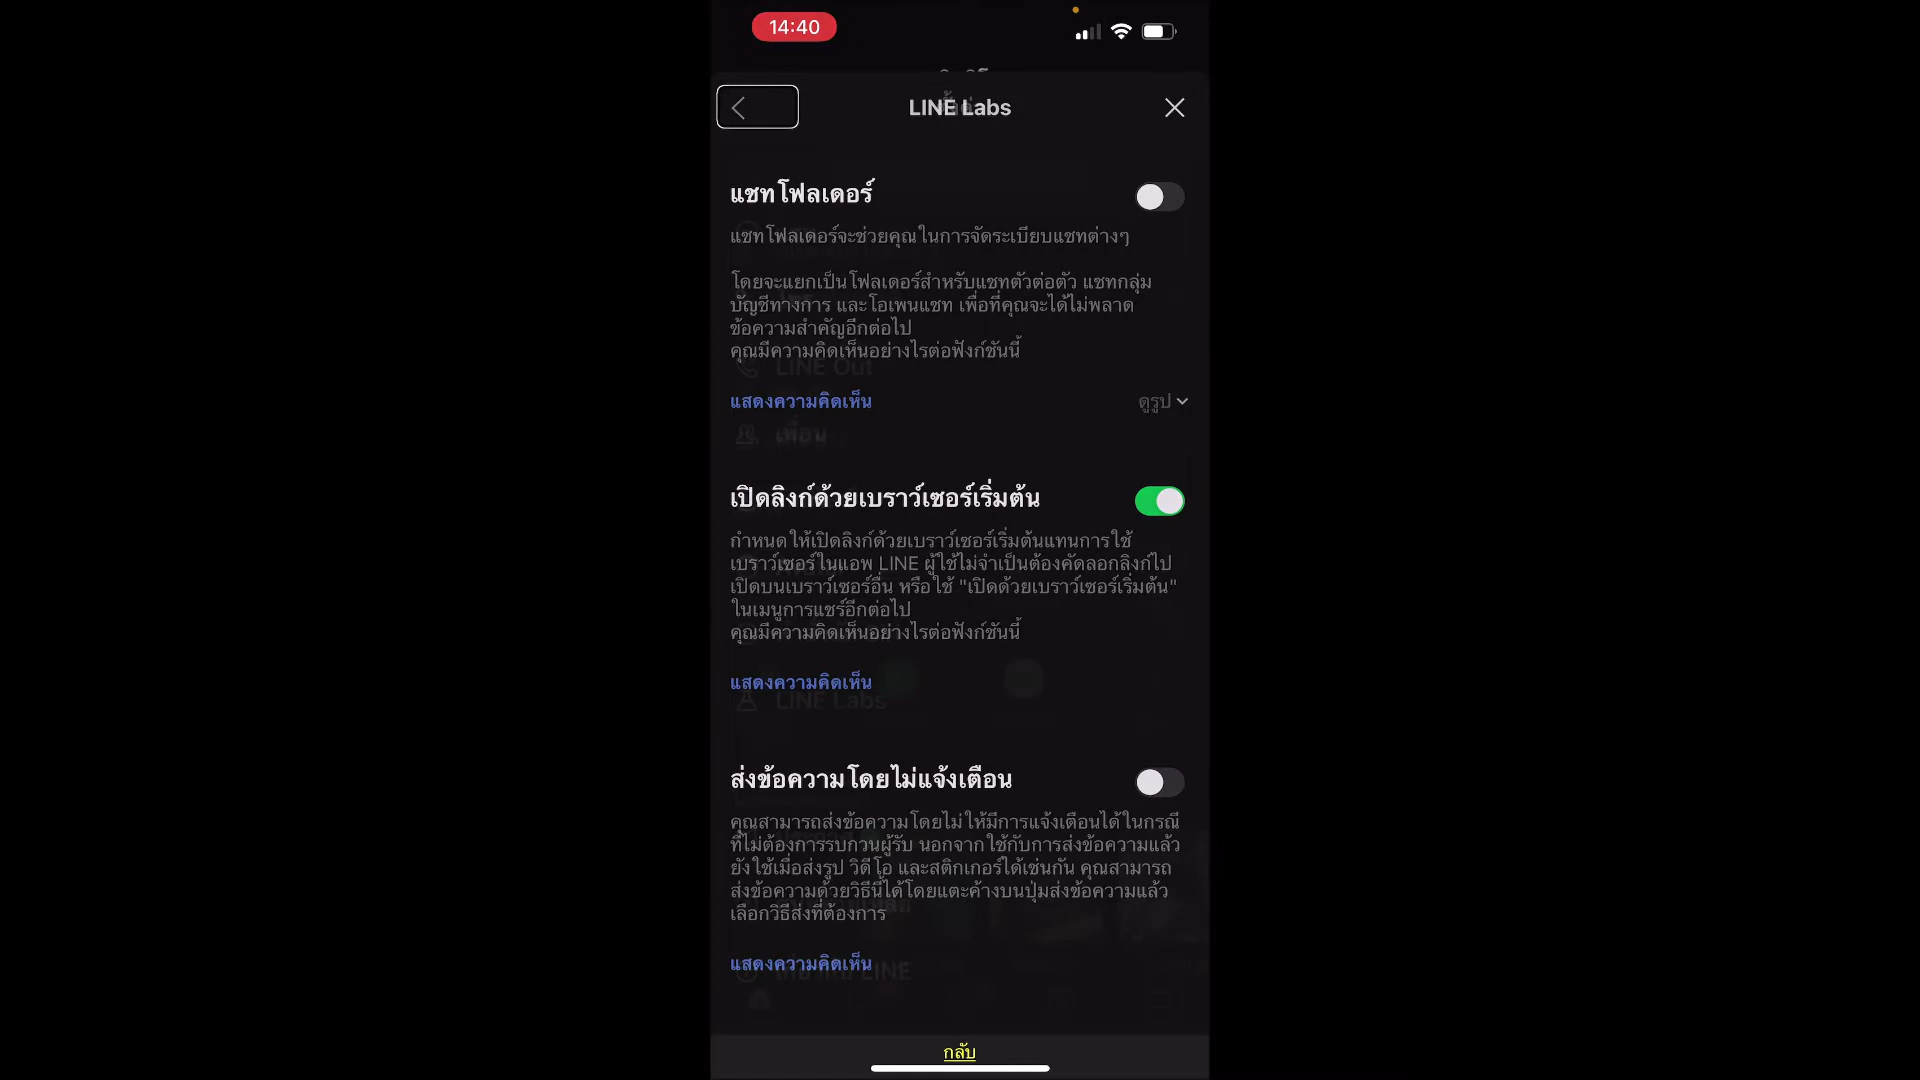 14:40
LINE Labs
แชทโฟลเดอร์
แชทโฟลเดอร์จะช่วยคุณในการจัดระเบียบแชทต่างๆ
โดยจะแยกเป็นโฟลเดอร์สำหรับแชทตัวต่อตัว แชทกลุ่ม
บัญชีทางการ และโอเพนแชท เพื่อที่คุณจะได้ไม่พลาด
ข้อความสำคัญอีกต่อไป
คุณมีความคิดเห็นอย่างไรต่อฟังก์ชันนี้
LINE Out
แสดงความคิดเห็น
ดูรูป
เพื่อน
เปิดลิงก์ด้วยเบราว์เซอร์เริ่มต้น
กำหนดให้เปิดลิงก์ด้วยเบราว์เซอร์เริ่มต้นแทนการใช้
เบราว์เซอร์ในแอพ LINE ผู้ใช้ไม่จำเป็นต้องคัดลอกลิงก์ไป
เปิดบนเบราว์เซอร์อื่น หรือใช้ "เปิดด้วยเบราว์เซอร์เริ่มต้น"
ในเมนูการแชร์อีกต่อไป
คุณมีความคิดเห็นอย่างไรต่อฟังก์ชันนี้
แสดงความคิดเห็น
LINE Labs
ส่งข้อความโดยไม่แจ้งเตือน
คุณสามารถส่งข้อความโดยไม่ให้มีการแจ้งเตือนได้ในกรณี
ที่ไม่ต้องการรบกวนผู้รับ นอกจากใช้กับการส่งข้อความแล้ว
ยังใช้เมื่อส่งรูป วิดีโอ และสติกเกอร์ได้เช่นกัน คุณสามารถ
ส่งข้อความด้วยวิธีนี้ได้โดยแตะค้างบนปุ่มส่งข้อความแล้ว
เลือกวิธีส่งที่ต้องการ
แสดงความคิดเห็น
กลับ